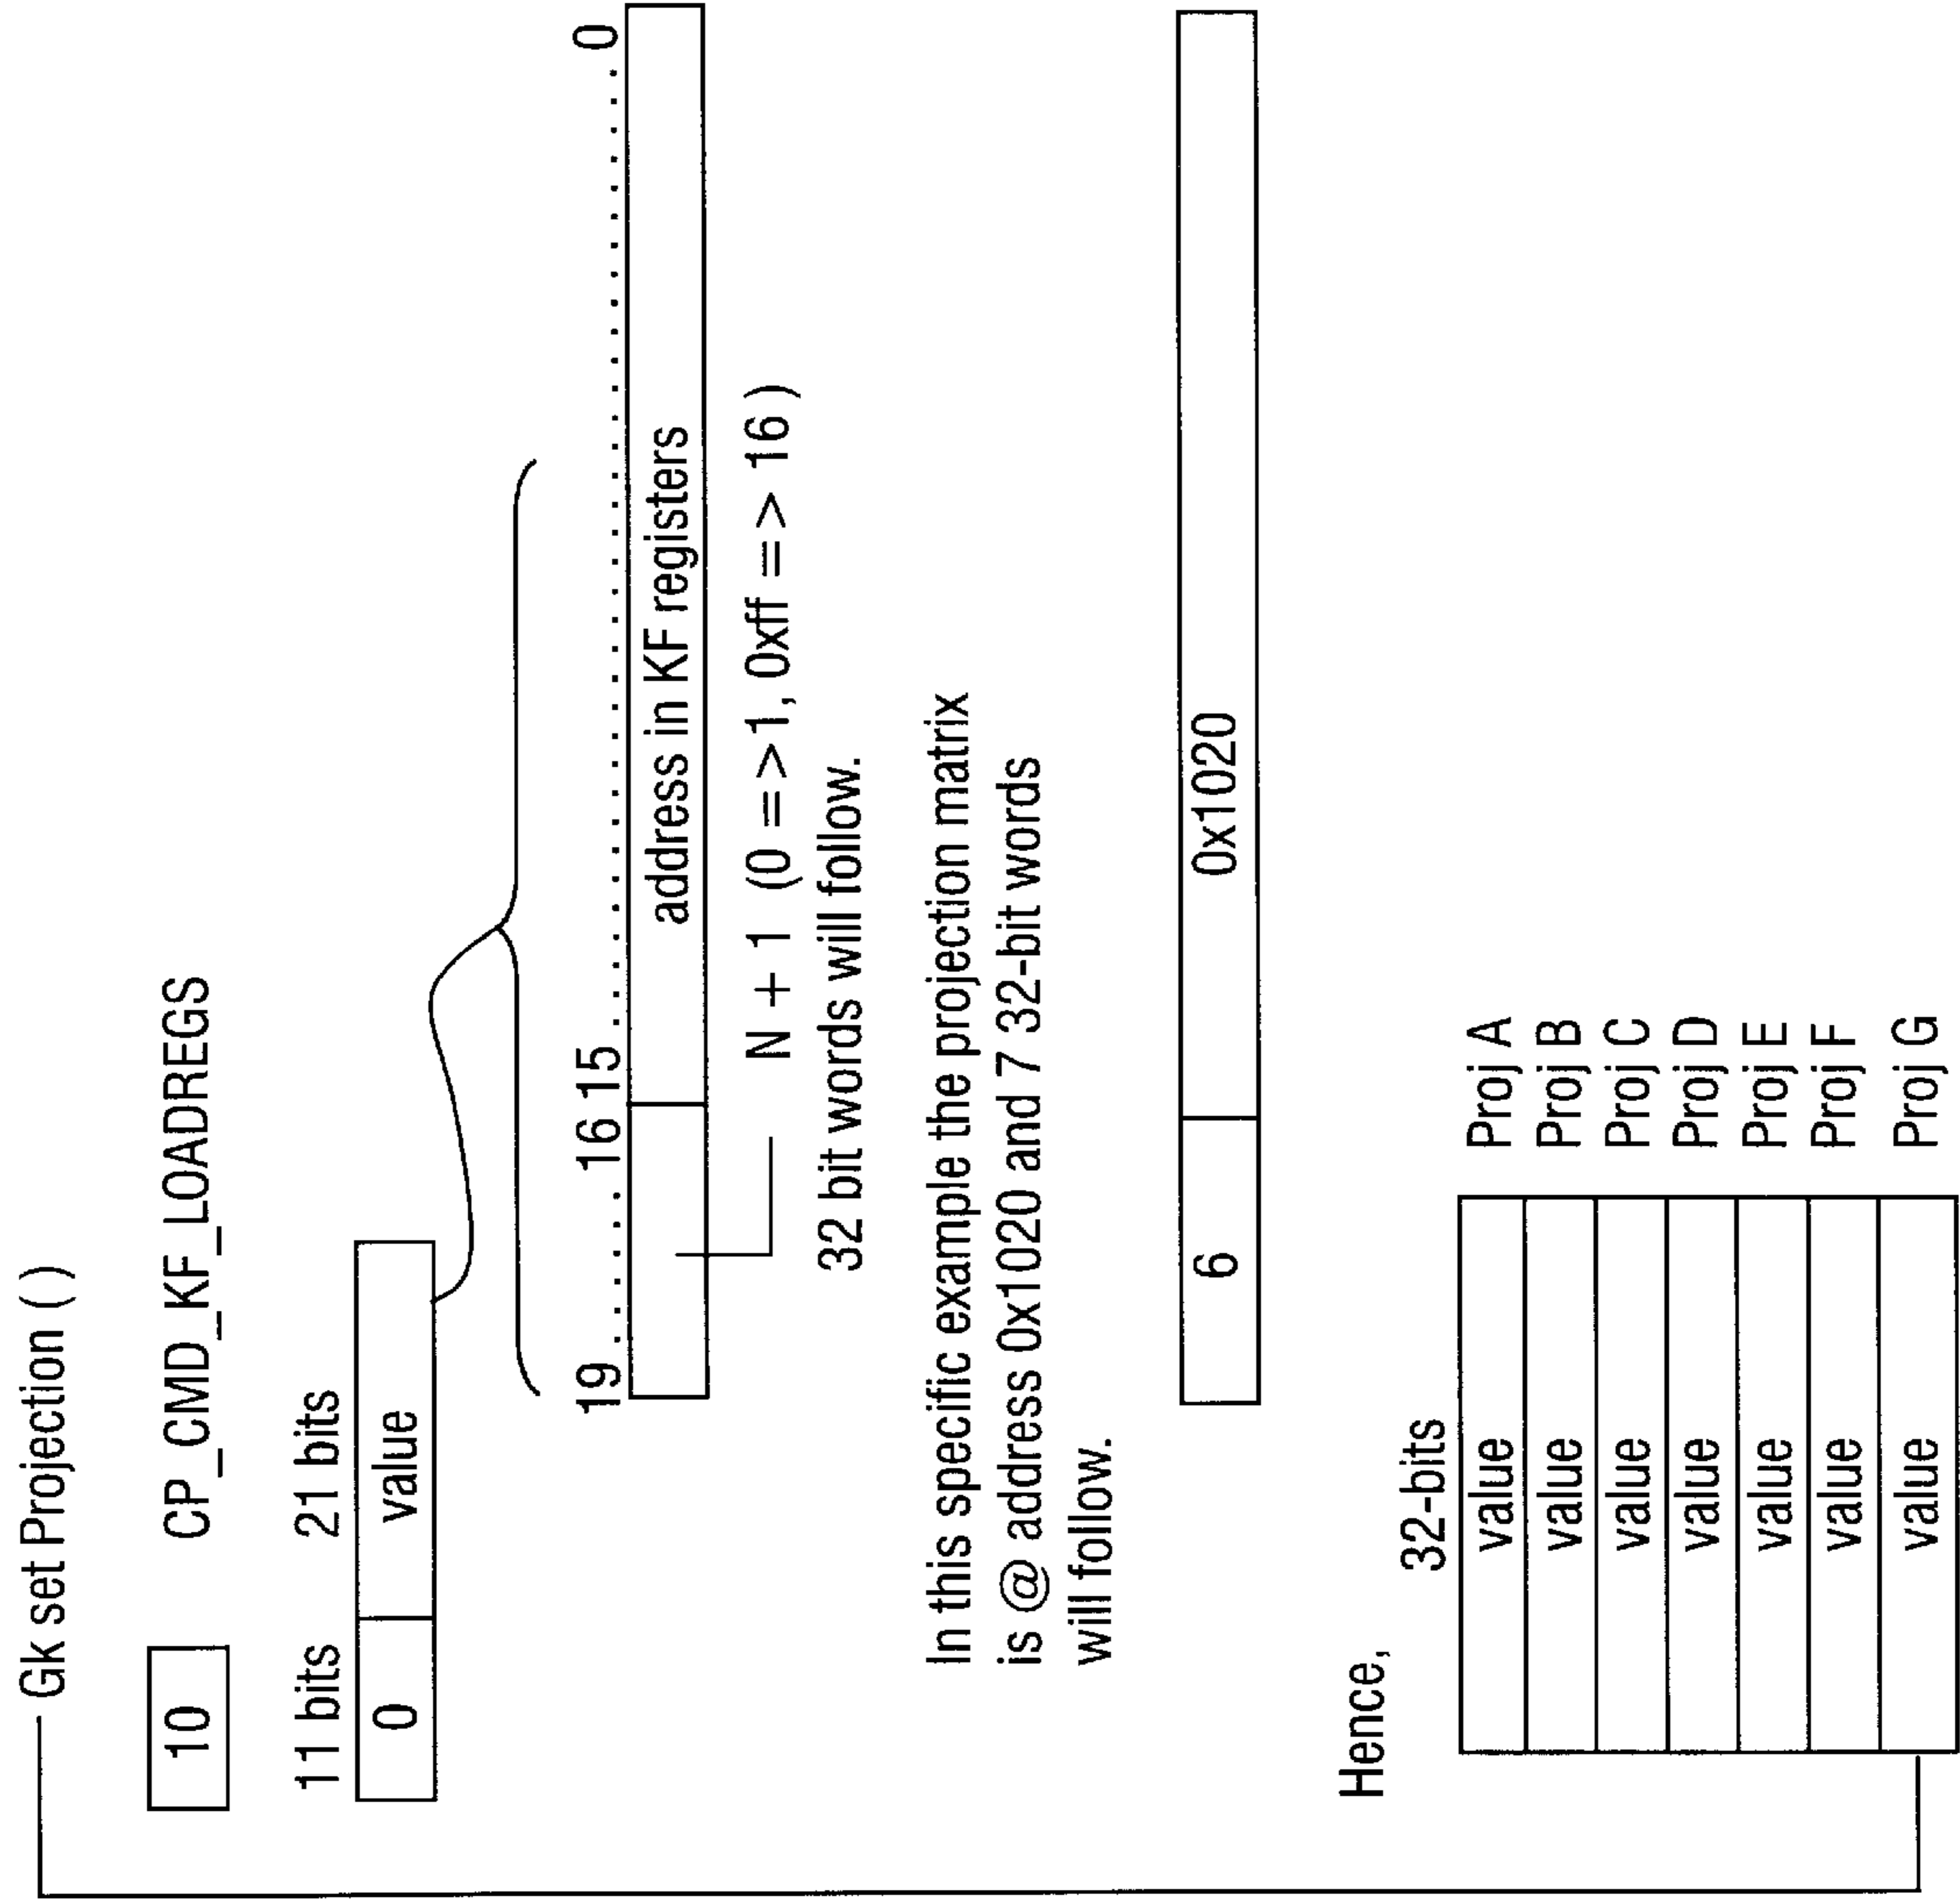 Gk set Projection ( )
10 CP_CMD_KF_LOADREGS
11 bits 21 bits
0 value
19 . . . . . 16 15 . . . . . . . . . . . . . . . . . . . . . . . . . . . . . . . . . . 0
address in KF registers
N + 1 (0 = >1, 0xff = > 16 )
32 bit words will follow.
In this specific example the projection matrix
is @ address 0x1020 and 7 32-bit words
will follow.
6 0x1020
Hence,
32-bits
value Proj A
value Proj B
value Proj C
value Proj D
value Proj E
value Proj F
value Proj G